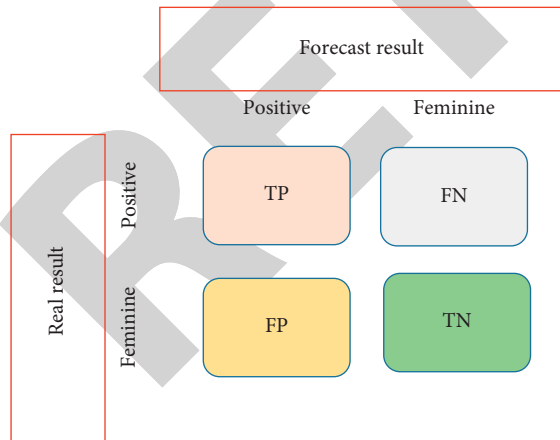 Forecast result
Positive Feminine
Real result
Positive
TP
FN
Feminine
FP
TN